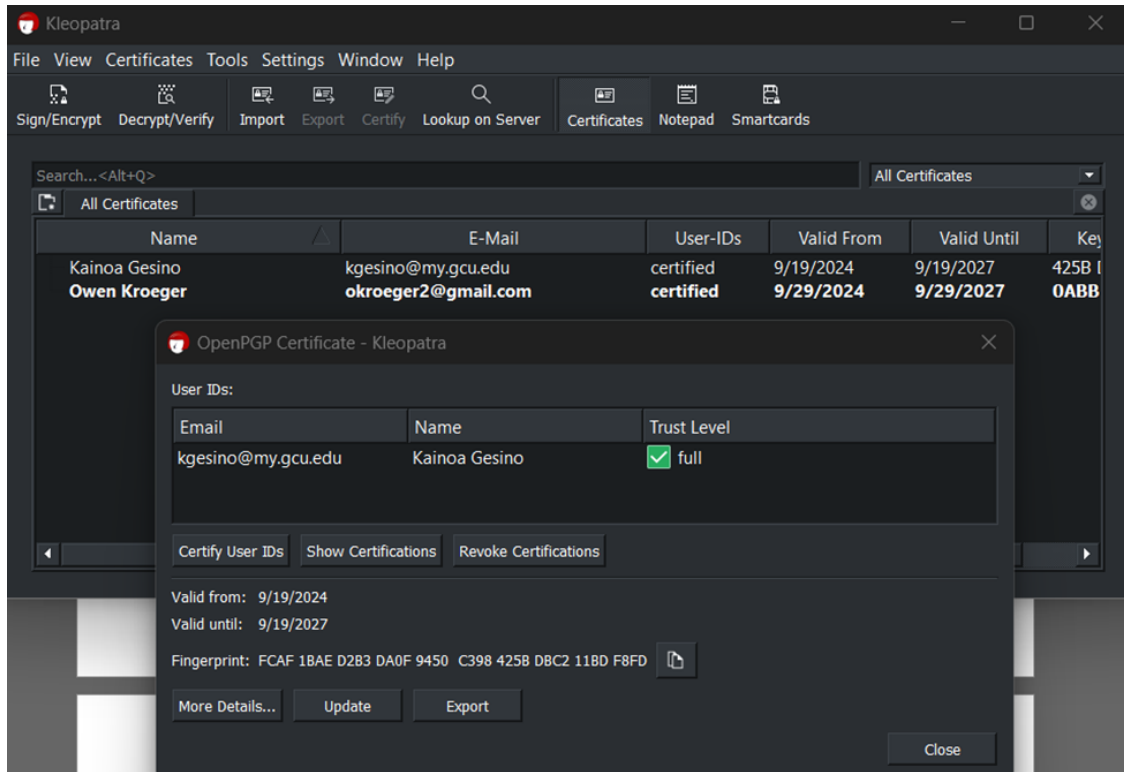 Kleopatra
File View Certificates Tools Settings Window Help
Sign/Encrypt Decrypt/Verify Import Export Certify Lookup on Server Certificates Notepad Smartcards
Search...<Alt+Q> All Certificates
All Certificates
Name E-Mail User-IDs Valid From Valid Until
Kainoa Gesino kgesino@my.gcu.edu certified 9/19/2024 9/19/2027 425B
Owen Kroeger okroeger2@gmail.com certified 9/29/2024 9/29/2027 0ABB
OpenPGP Certificate - Kleopatra
User IDs:
Email Name Trust Level
kgesino@my.gcu.edu Kainoa Gesino full
Certify User IDs Show Certifications Revoke Certifications
Valid from: 9/19/2024
Valid until: 9/19/2027
Fingerprint: FCAF 1BAE D2B3 DA0F 9450 C398 425B DBC2 11BD F8FD
More Details... Update Export
Close